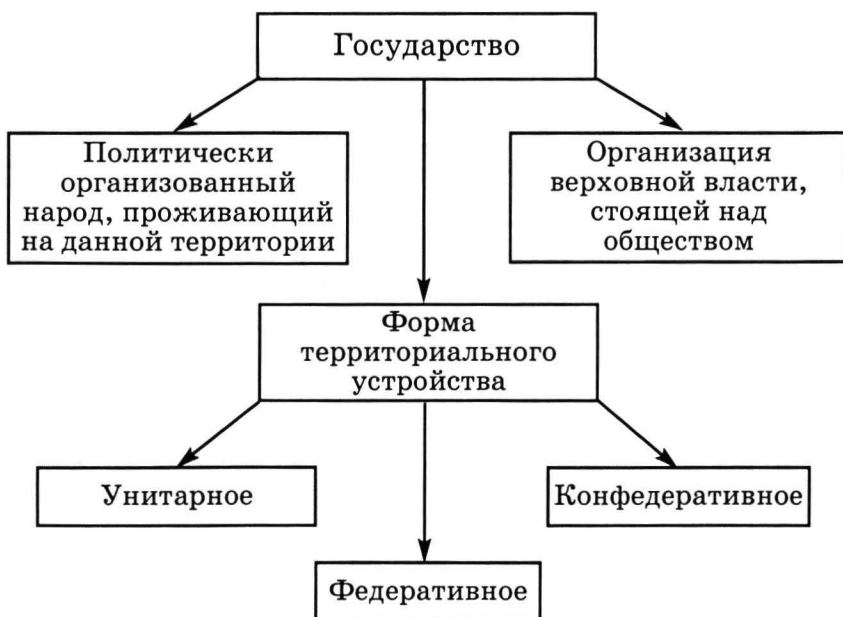 Государство
Политически
организованный
народ, проживающий
на данной территории
Организация
верховной власти,
стоящей над
обществом
Форма
территориального
устройства
Унитарное
Конфедеративное
Федеративное